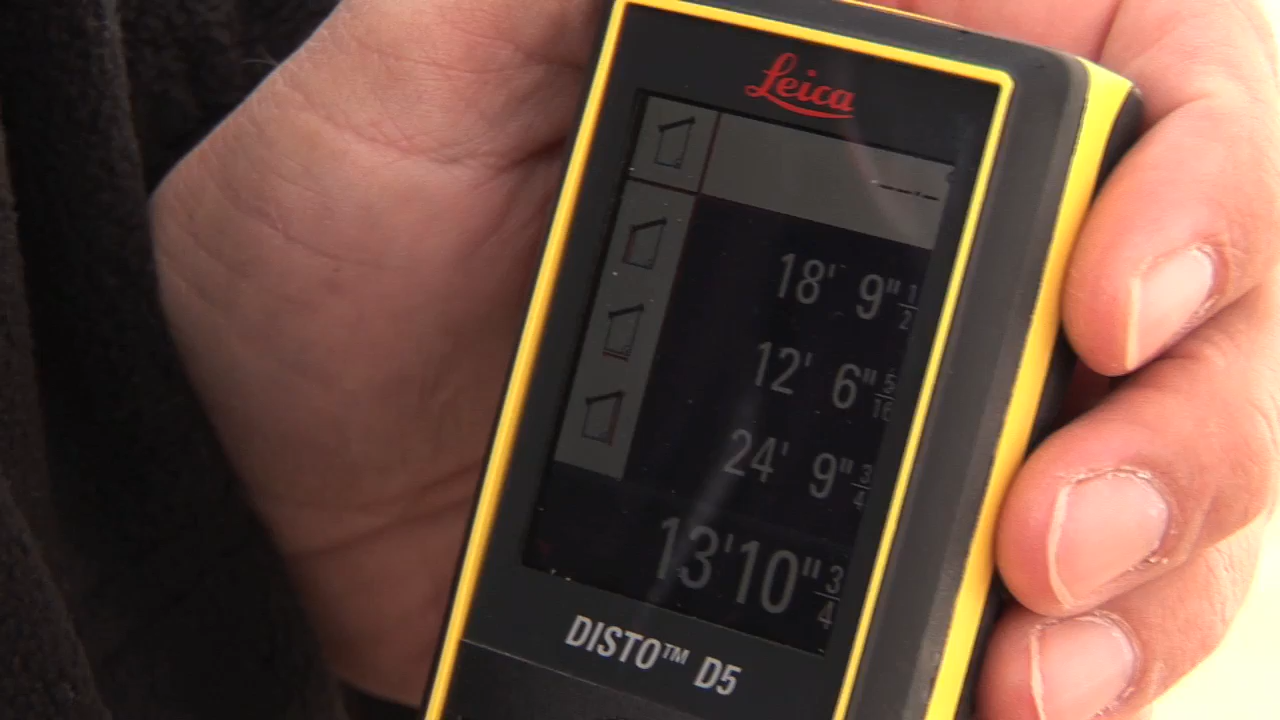 Leica
18' 9" 1/2
12' 6" 5/16
24' 9" 3/4
13'10" 3/4
DISTO™ D5